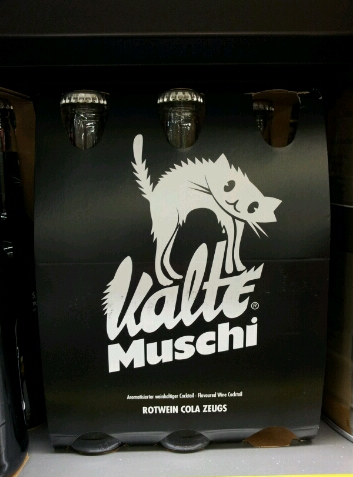 Kalte ®
Muschi
Aromatisierter weinhaltiger Cocktail · Flavoured Wine Cocktail
ROTWEIN COLA ZEUGS